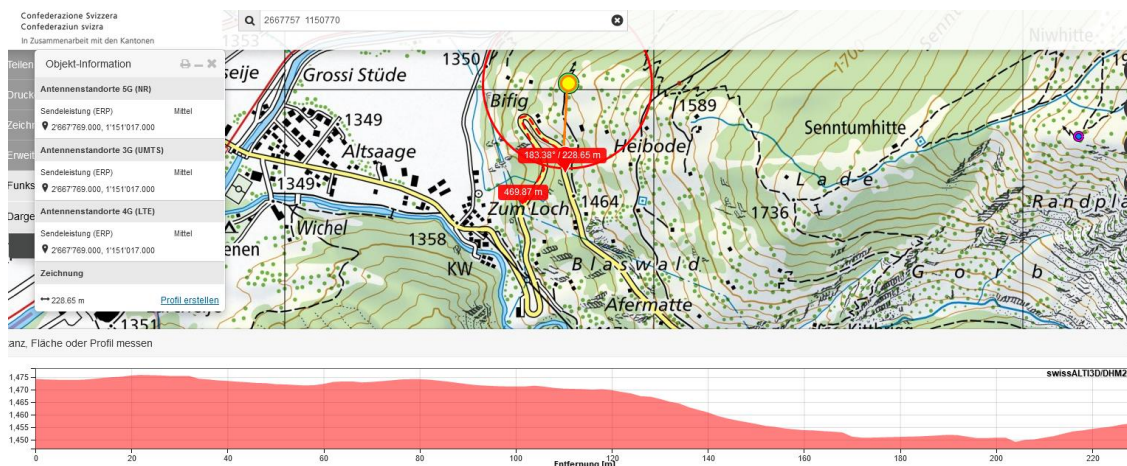 Confederazione Svizzera
Confederaziun svizra
In Zusammenarbeit mit den Kantonen
2667757 1150770
Objekt-Information
Antennenstandorte 5G (NR)
Sendeleistung (ERP) Mittel
2'667'769.000, 1'151'017.000
Antennenstandorte 3G (UMTS)
Sendeleistung (ERP) Mittel
2'667'769.000, 1'151'017.000
Antennenstandorte 4G (LTE)
Sendeleistung (ERP) Mittel
2'667'769.000, 1'151'017.000
Zeichnung
228.65 m
Profil erstellen
Teilen
Druck
Zeichn
Erweit
Funks
Darge
1353
1350
Niwhitte
seije
Grossi Stüde
Bifig
1589
1700
1349
Senntumhitte
Altsaage
183.38° / 228.65 m
Heibode
469.87 m
Lade
1349
Zum Loch
1464
1736
Randpla
Wichel
1358
enen
KW
Blaswald
Gorb
Afermatte
1351
anz, Fläche oder Profil messen
swissALTI3D/DHM2
1,475
1,470
1,465
1,460
1,455
1,450
0 20 40 60 80 100 120 140 160 180 200 220
Entfernung [m]